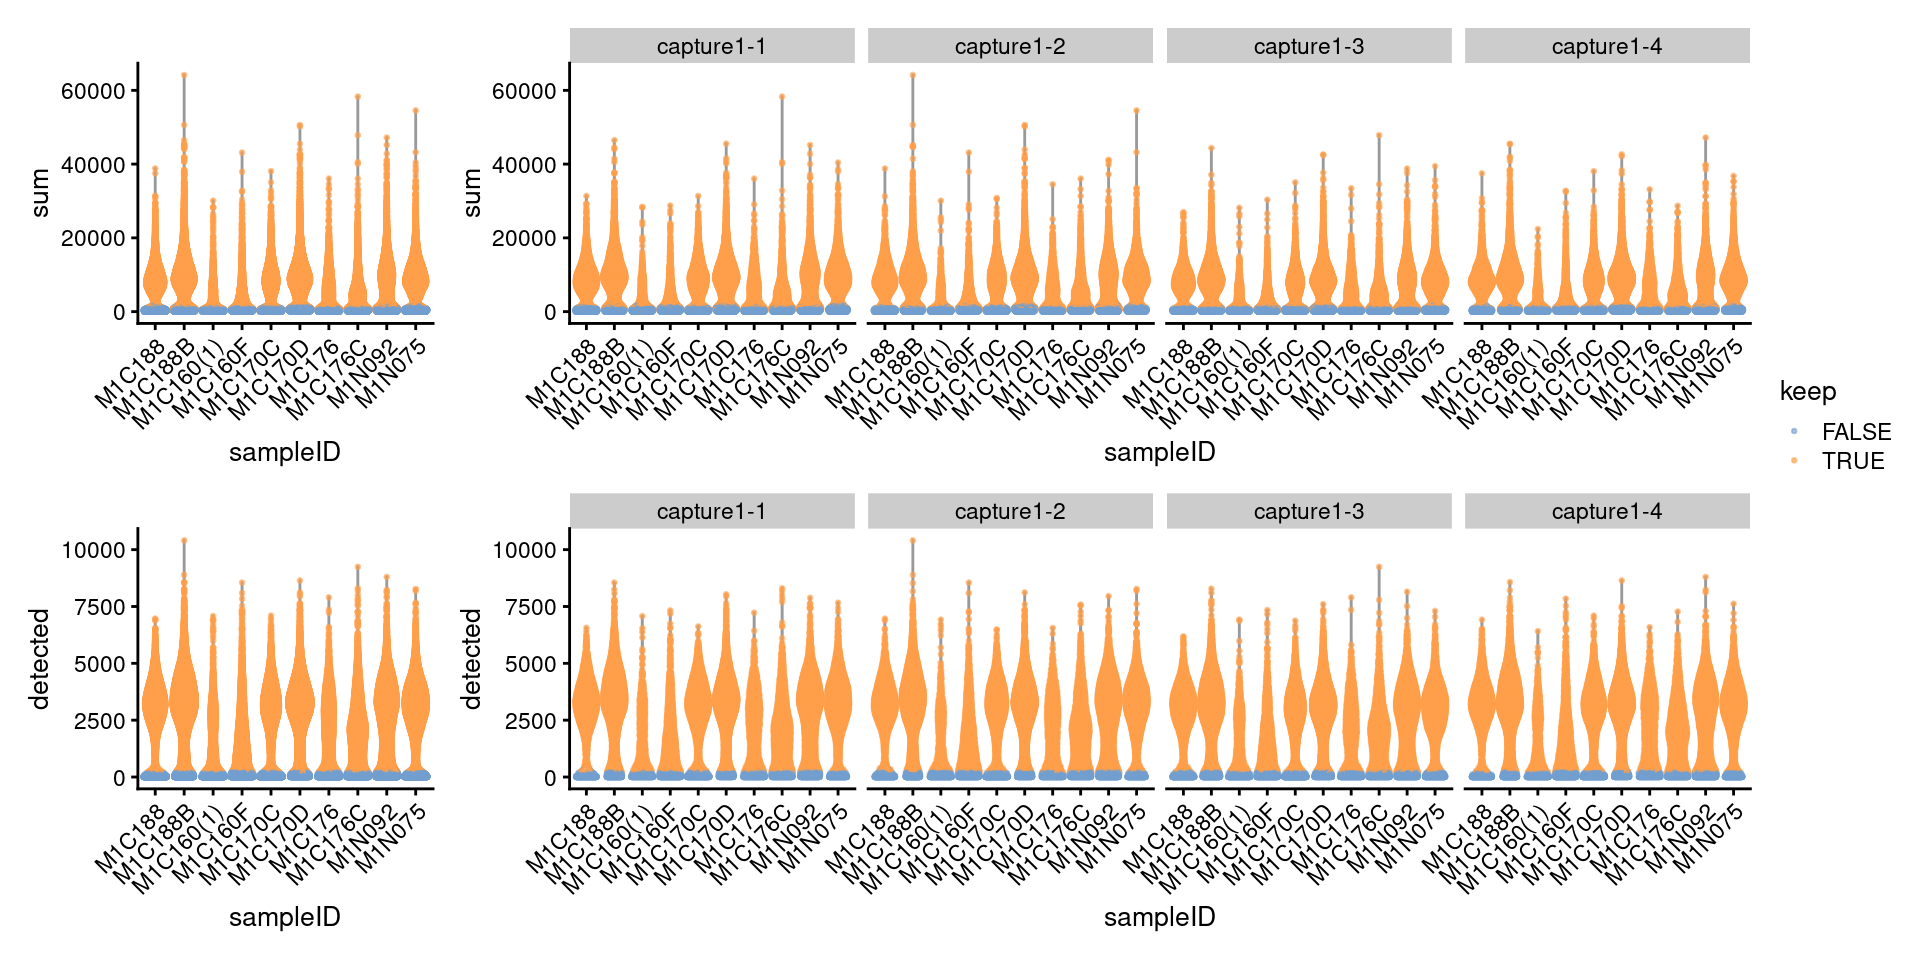 capture1-1 capture1-2 capture1-3 capture1-4
60000
40000
20000
0
sum
M1C188 M1C188B M1C160(1) M1C160F M1C170C M1C170D M1C176 M1C176C M1N092 M1N075
sampleID
60000
40000
20000
0
sum
M1C188 M1C188B M1C160(1) M1C160F M1C170C M1C170D M1C176 M1C176C M1N092 M1N075
M1C188 M1C188B M1C160(1) M1C160F M1C170C M1C170D M1C176 M1C176C M1N092 M1N075
M1C188 M1C188B M1C160(1) M1C160F M1C170C M1C170D M1C176 M1C176C M1N092 M1N075
M1C188 M1C188B M1C160(1) M1C160F M1C170C M1C170D M1C176 M1C176C M1N092 M1N075
sampleID
keep
FALSE
TRUE
capture1-1 capture1-2 capture1-3 capture1-4
10000
7500
5000
2500
0
detected
M1C188 M1C188B M1C160(1) M1C160F M1C170C M1C170D M1C176 M1C176C M1N092 M1N075
sampleID
10000
7500
5000
2500
0
detected
M1C188 M1C188B M1C160(1) M1C160F M1C170C M1C170D M1C176 M1C176C M1N092 M1N075
M1C188 M1C188B M1C160(1) M1C160F M1C170C M1C170D M1C176 M1C176C M1N092 M1N075
M1C188 M1C188B M1C160(1) M1C160F M1C170C M1C170D M1C176 M1C176C M1N092 M1N075
M1C188 M1C188B M1C160(1) M1C160F M1C170C M1C170D M1C176 M1C176C M1N092 M1N075
sampleID